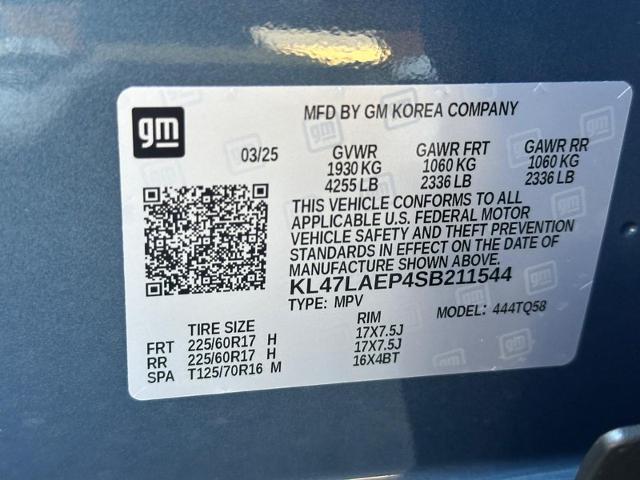 gm
MFD BY GM KOREA COMPANY
03/25 GVWR GAWR FRT GAWR RR
1930 KG 1060 KG 1060 KG
4255 LB 2336 LB 2336 LB
THIS VEHICLE CONFORMS TO ALL
APPLICABLE U.S. FEDERAL MOTOR
VEHICLE SAFETY AND THEFT PREVENTION
STANDARDS IN EFFECT ON THE DATE OF
MANUFACTURE SHOWN ABOVE.
KL47LAEP4SB211544
TYPE: MPV MODEL: 444TQ58
TIRE SIZE RIM
FRT 225/60R17 H 17X7.5J
RR 225/60R17 H 17X7.5J
SPA T125/70R16 M 16X4BT